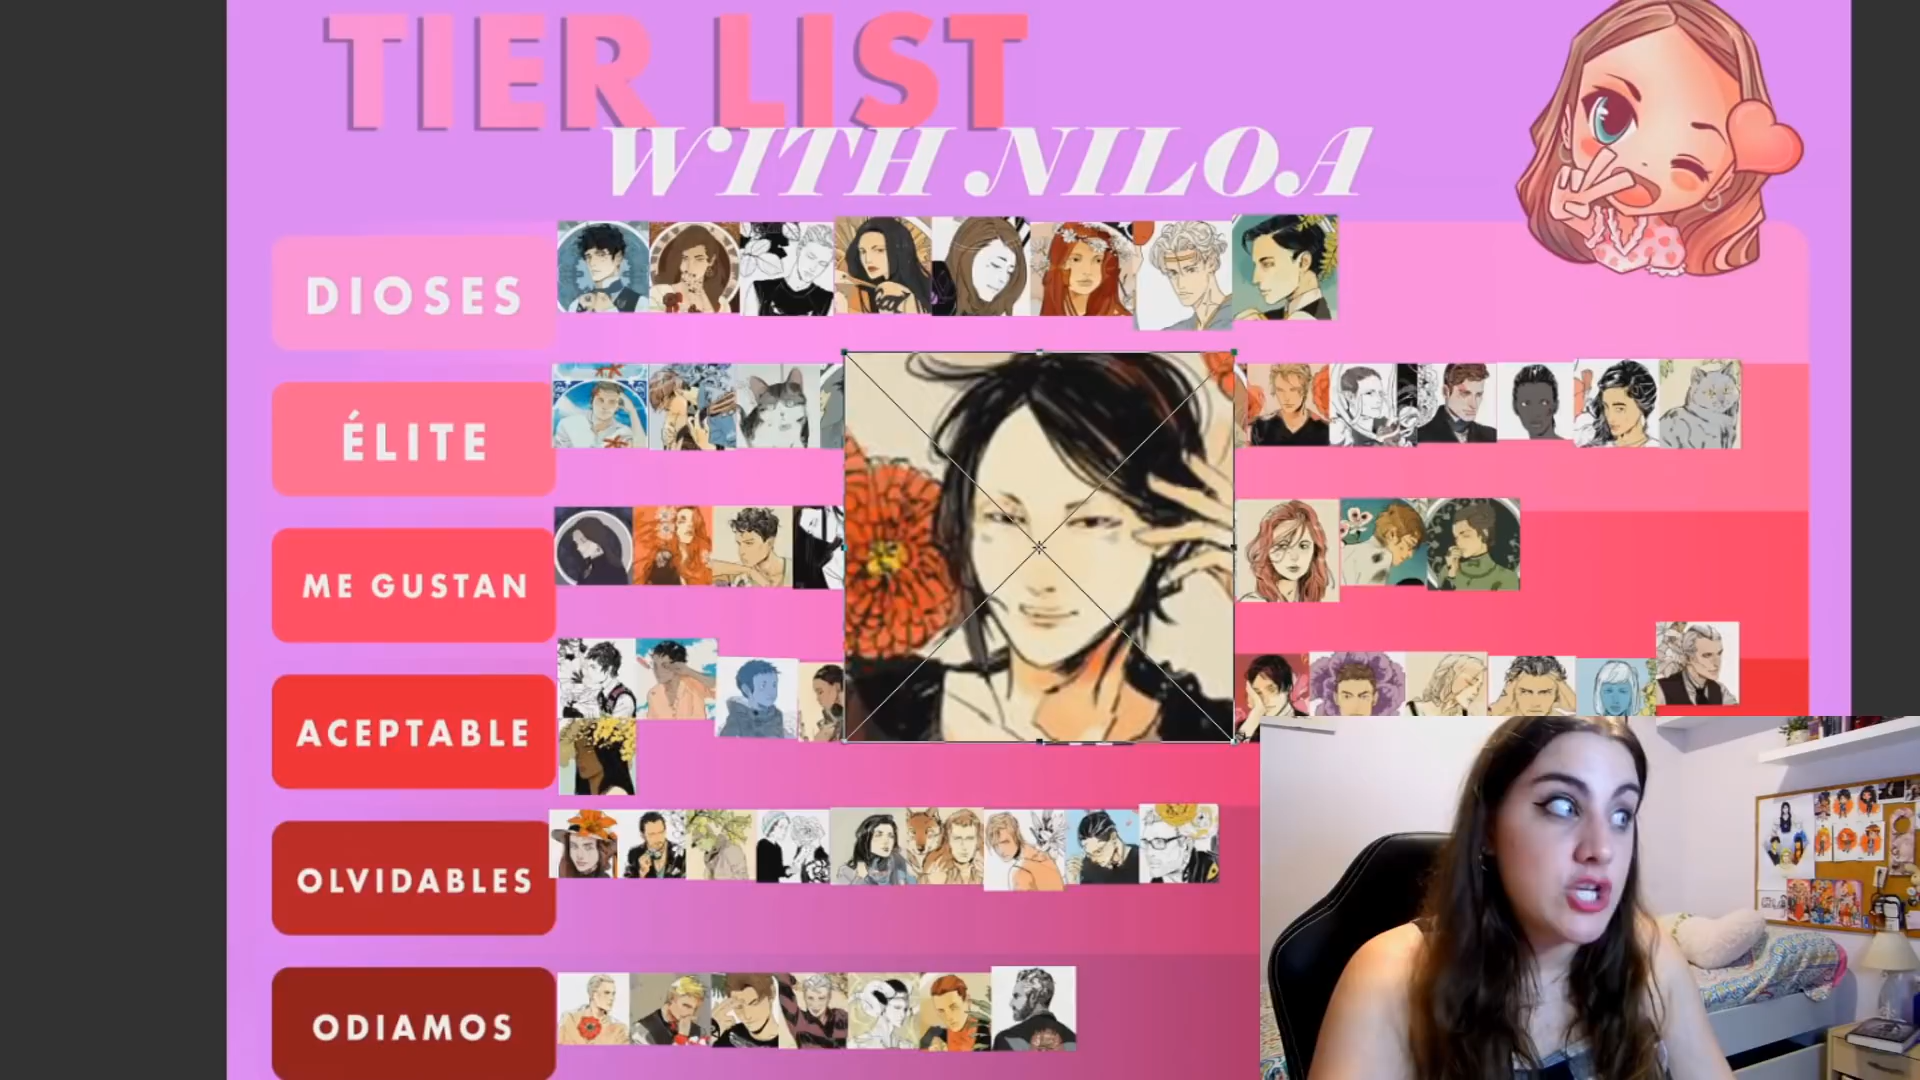 TIER LIST
WITH NILOA
DIOSES
ÉLITE
ME GUSTAN
ACEPTABLE
OLVIDABLES
ODIAMOS